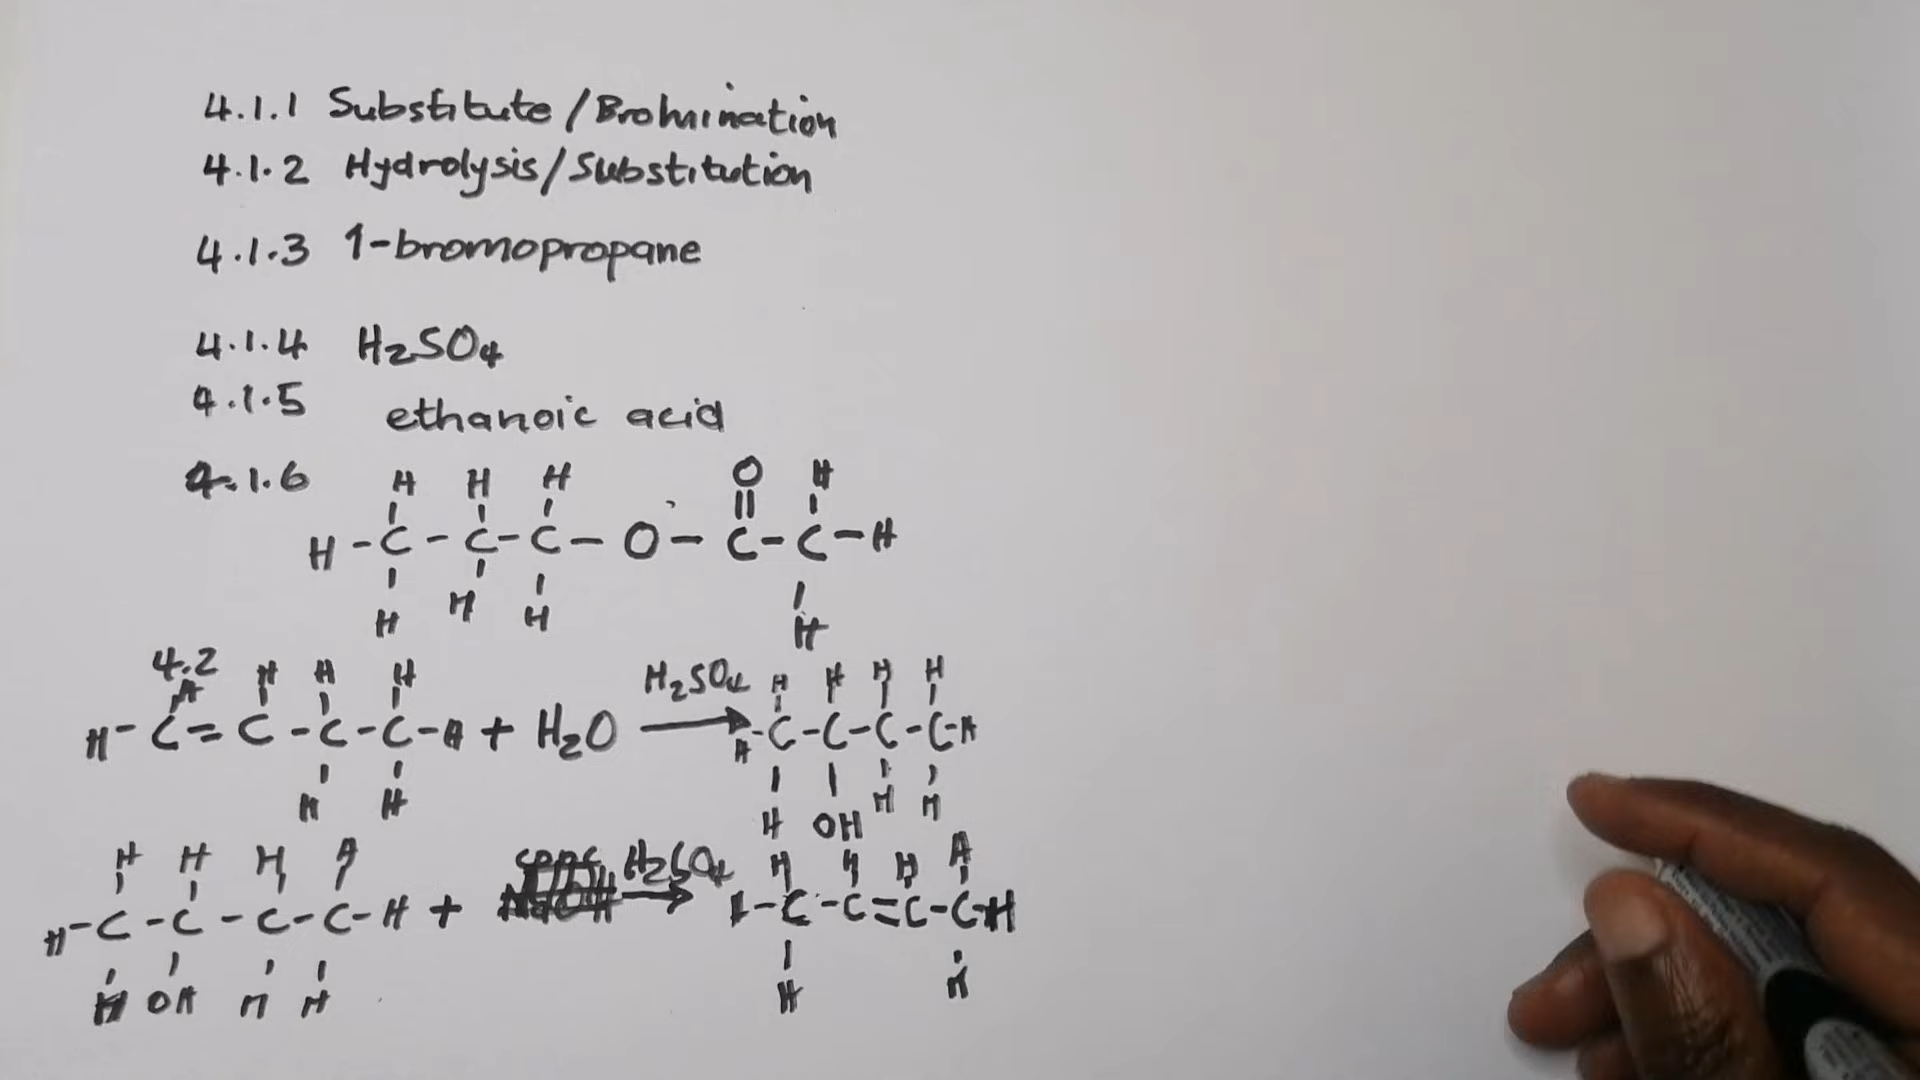 4.1.1 Substitute/Bromination
4.1.2 Hydrolysis/Substitution
4.1.3 1-bromopropane
4.1.4 H2SO4
4.1.5 ethanoic acid
4.1.6 H H H O H
H-C-C-C-O-C-C-H
H H H H
4.2
H H H H H2SO4 H H H H
H-C=C-C-C-H + H2O → H-C-C-C-C-H
H H H OH H H
H H H H H2SO4 H H H H
H-C-C-C-C-H + → H-C-C=C-C-H
H OH H H H H